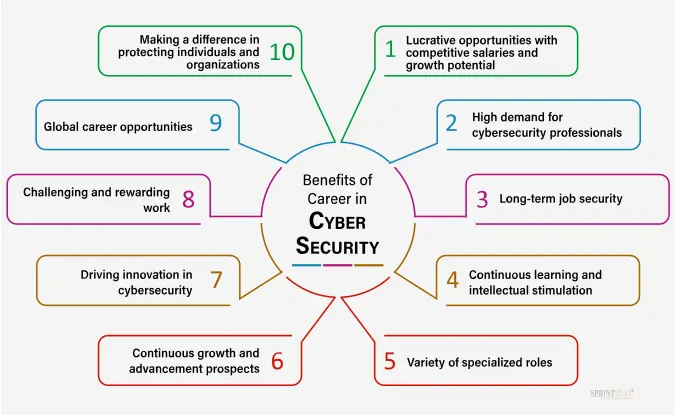 Benefits of
Career in
CYBER
SECURITY
1
Lucrative opportunities with
competitive salaries and
growth potential
2
High demand for
cybersecurity professionals
3
Long-term job security
4
Continuous learning and
intellectual stimulation
5
Variety of specialized roles
6
Continuous growth and
advancement prospects
7
Driving innovation in
cybersecurity
8
Challenging and rewarding
work
9
Global career opportunities
10
Making a difference in
protecting individuals and
organizations